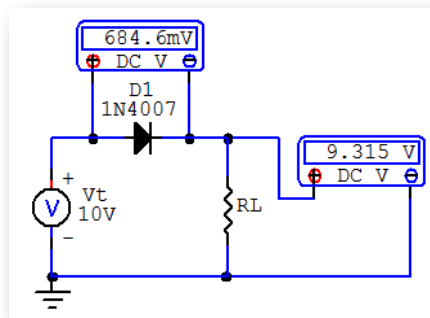 684.6mV
DC V
D1
1N4007
9.315 V
DC V
+
Vt
V
10V
-
RL